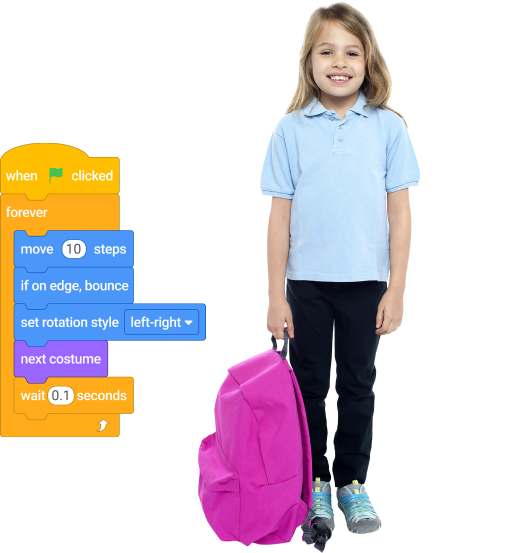 when clicked
forever
move 10 steps
if on edge, bounce
set rotation style left-right
next costume
wait 0.1 seconds